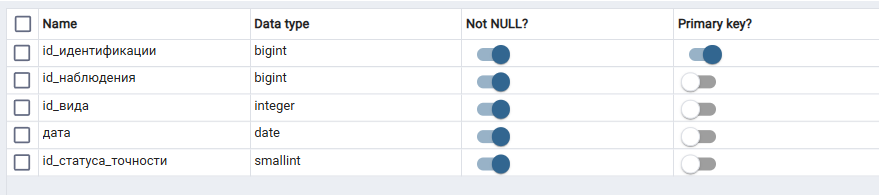 Name Data type Not NULL? Primary key?
id_идентификации bigint
id_наблюдения bigint
id_вида integer
дата date
id_статуса_точности smallint